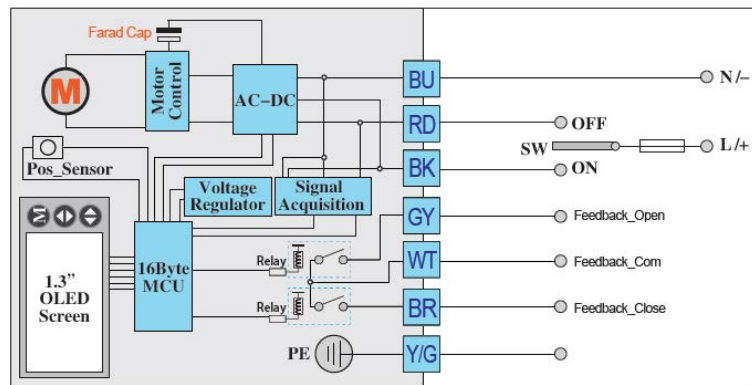 Farad Cap
M
Motor
Control
AC-DC
BU
N/-
RD
OFF
SW
L/+
BK
ON
Pos_Sensor
Voltage
Regulator
Signal
Acquisition
GY
Feedback_Open
1.3”
OLED
Screen
16Byte
MCU
Relay
WT
Feedback_Com
Relay
BR
Feedback_Close
PE
Y/G